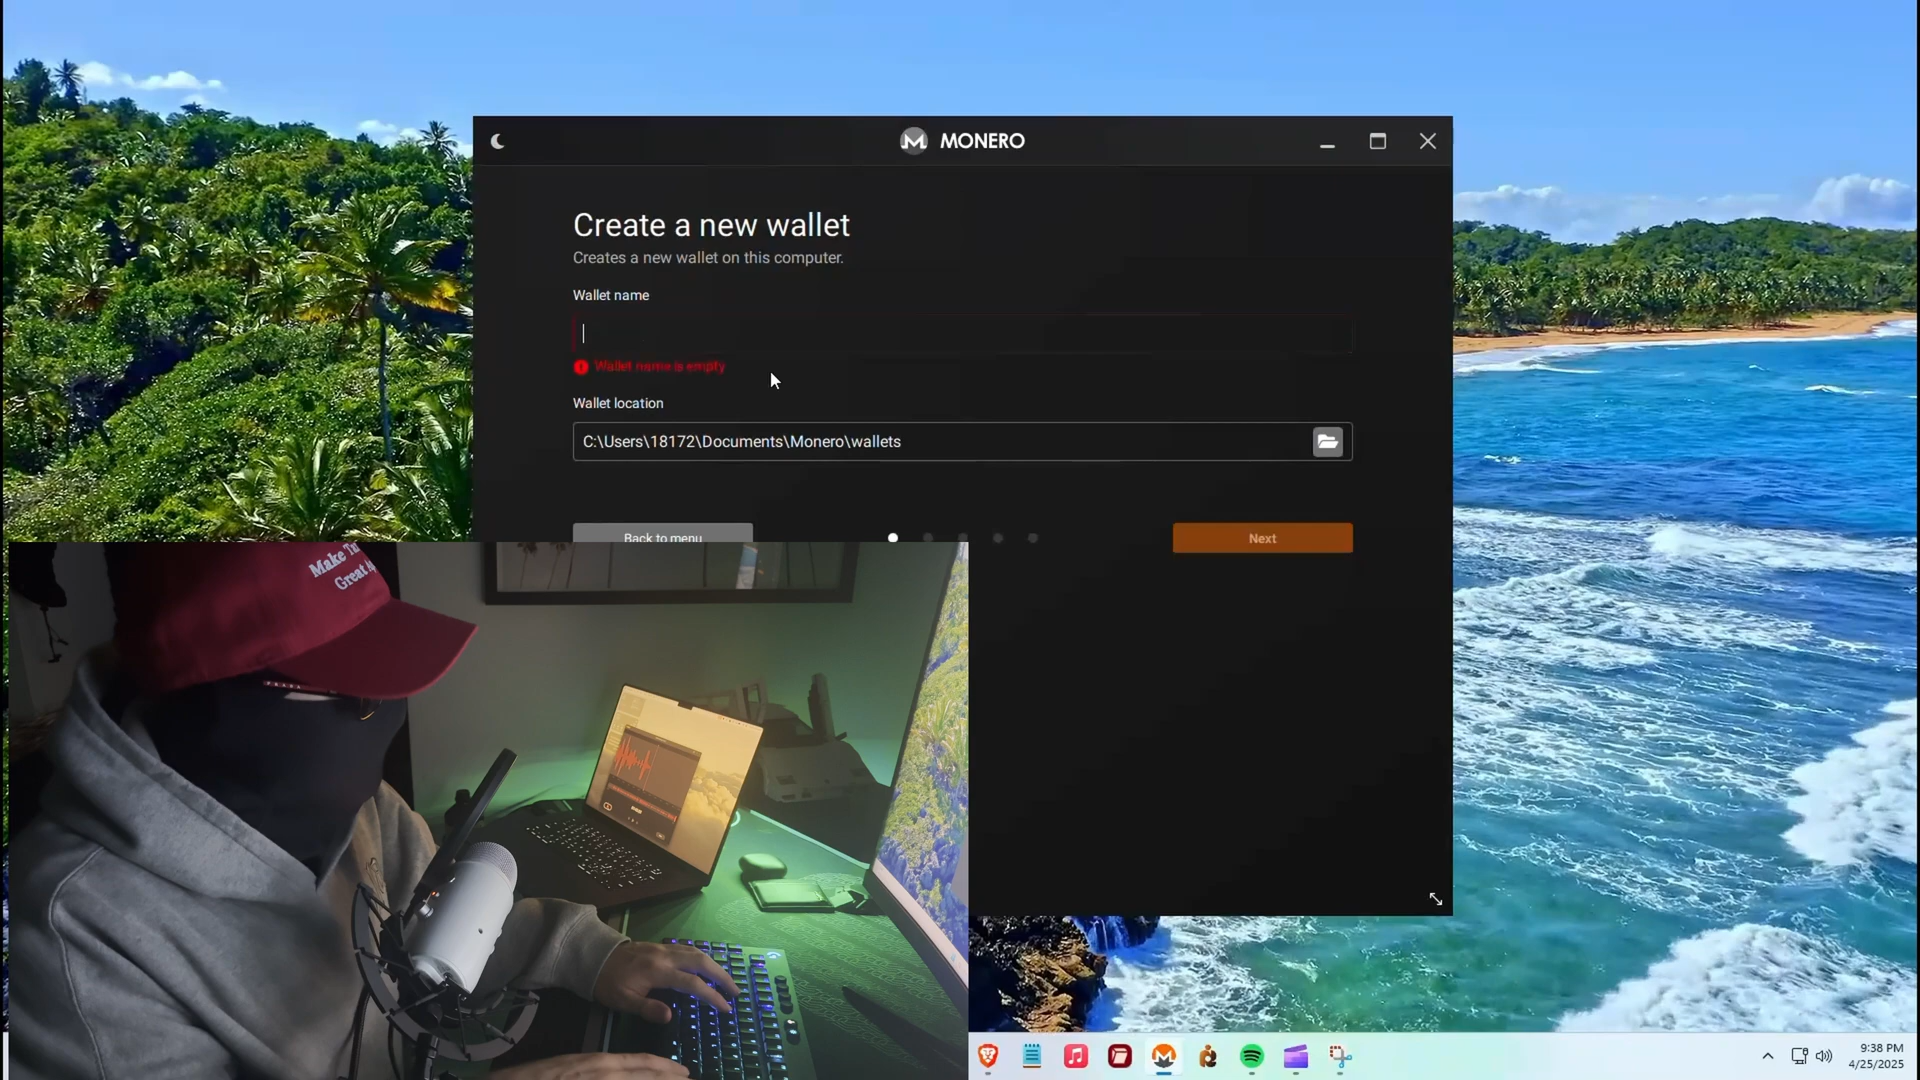 MONERO
Create a new wallet
Creates a new wallet on this computer.
Wallet name
Wallet name is empty
Wallet location
C:\Users\18172\Documents\Monero\wallets
Back to menu
Next
Make
Great
9:38 PM
4/25/2025